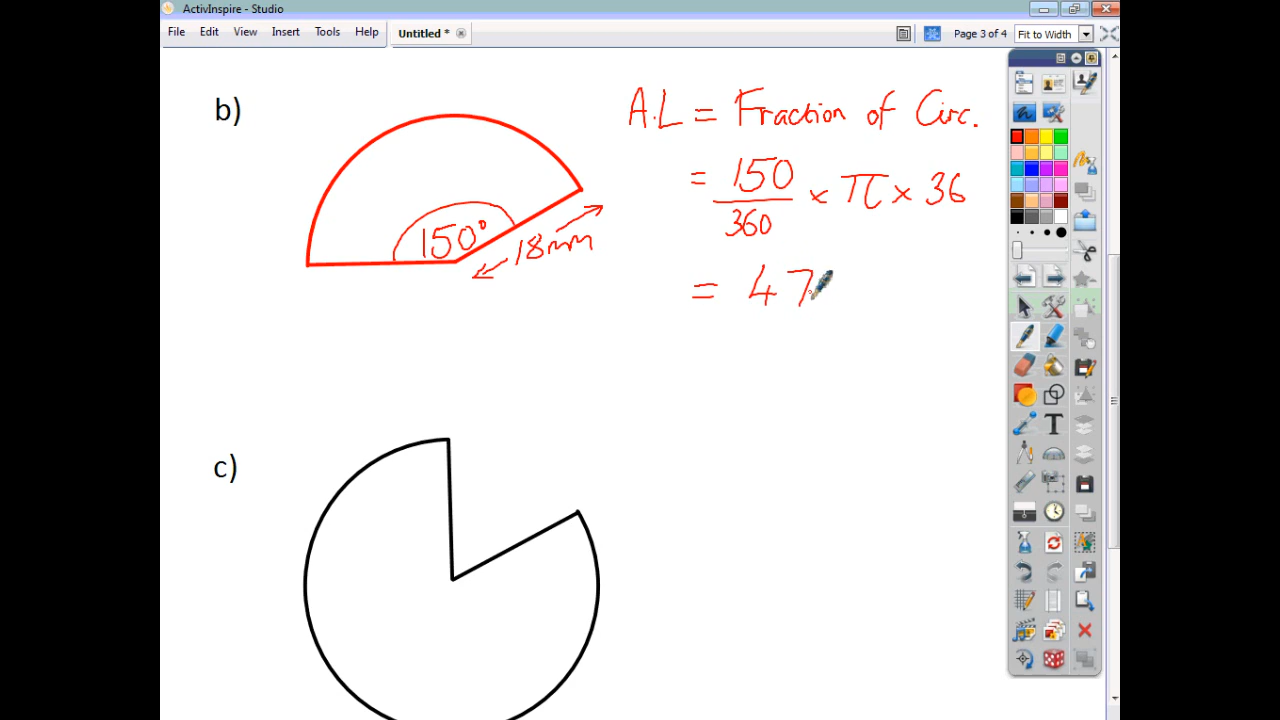 ActivInspire - Studio
File Edit View Insert Tools Help Untitled * Page 3 of 4 Fit to Width
b)
A.L = Fraction of Circ.
= 150/360 × π × 36
150°
18mm
= 47
c)